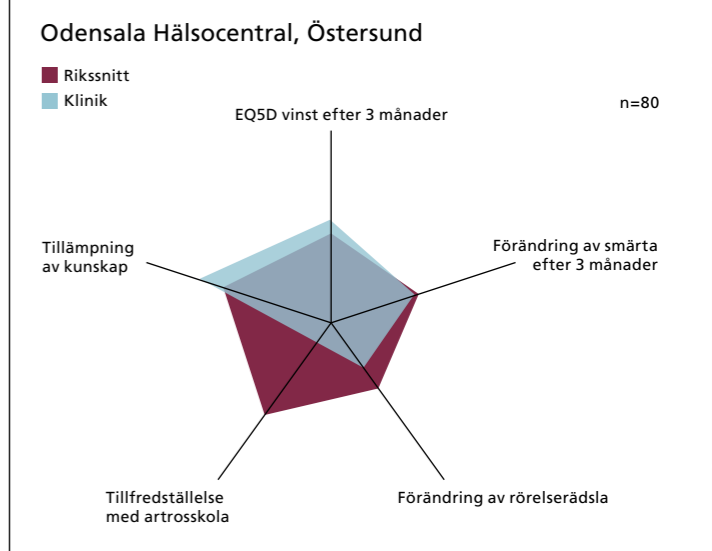 Odensala Hälsocentral, Östersund
Rikssnitt
Klinik
n=80
EQ5D vinst efter 3 månader
Tillämpning
av kunskap
Förändring av smärta
efter 3 månader
Tillfredställelse
med artrosskola
Förändring av rörelserädsla